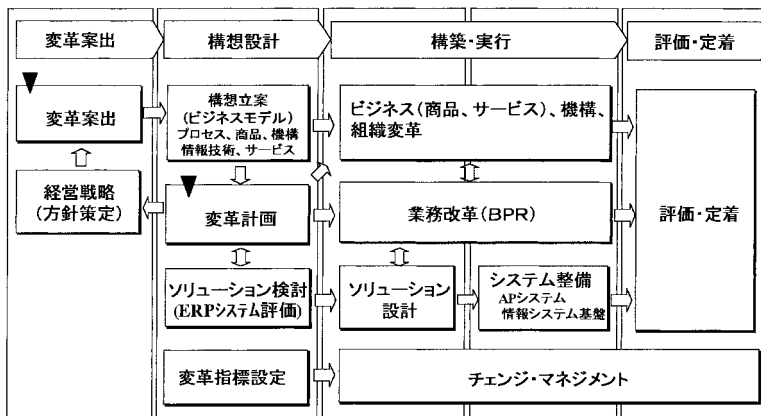 変革案出
構想設計
構築・実行
評価・定着
変革案出
構想立案
(ビジネスモデル)
プロセス、商品、機構
情報技術、サービス
ビジネス(商品、サービス)、機構、
組織変革
経営戦略
(方針策定)
変革計画
業務改革(BPR)
評価・定着
ソリューション検討
(ERPシステム評価)
ソリューション
設計
システム整備
APシステム
情報システム基盤
変革指標設定
チェンジ・マネジメント